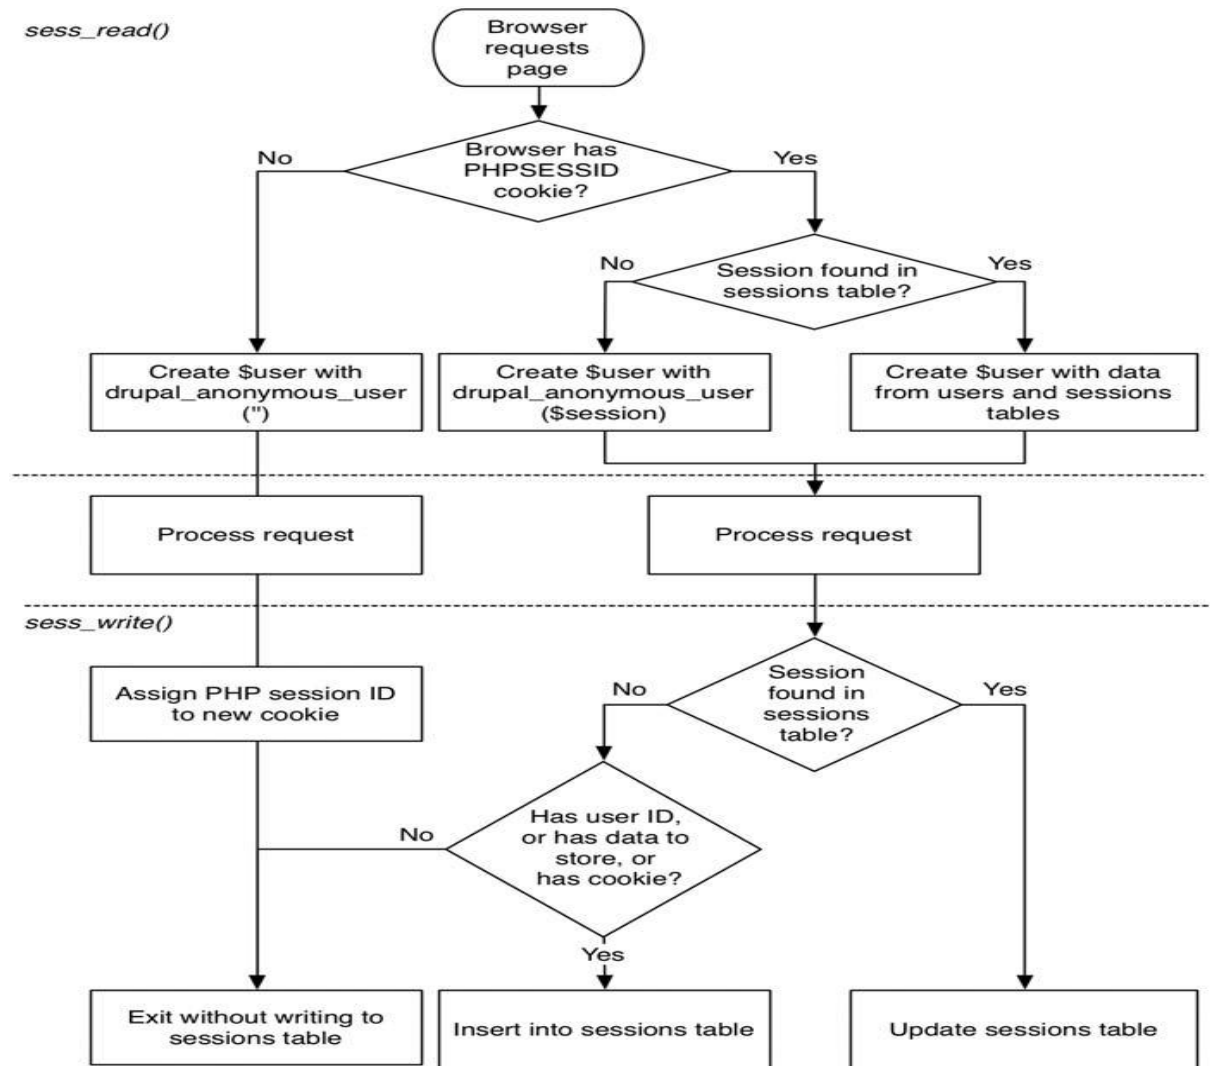 sess_read()
Browser
requests
page
Browser has
PHPSESSID
cookie?
No
Yes
Session found in
sessions table?
No
Yes
Create $user with
drupal_anonymous_user
('')
Create $user with
drupal_anonymous_user
($session)
Create $user with data
from users and sessions
tables
Process request
Process request
sess_write()
Assign PHP session ID
to new cookie
Session
found in
sessions
table?
No
Yes
Has user ID,
or has data to
store, or
has cookie?
No
Yes
Exit without writing to
sessions table
Insert into sessions table
Update sessions table